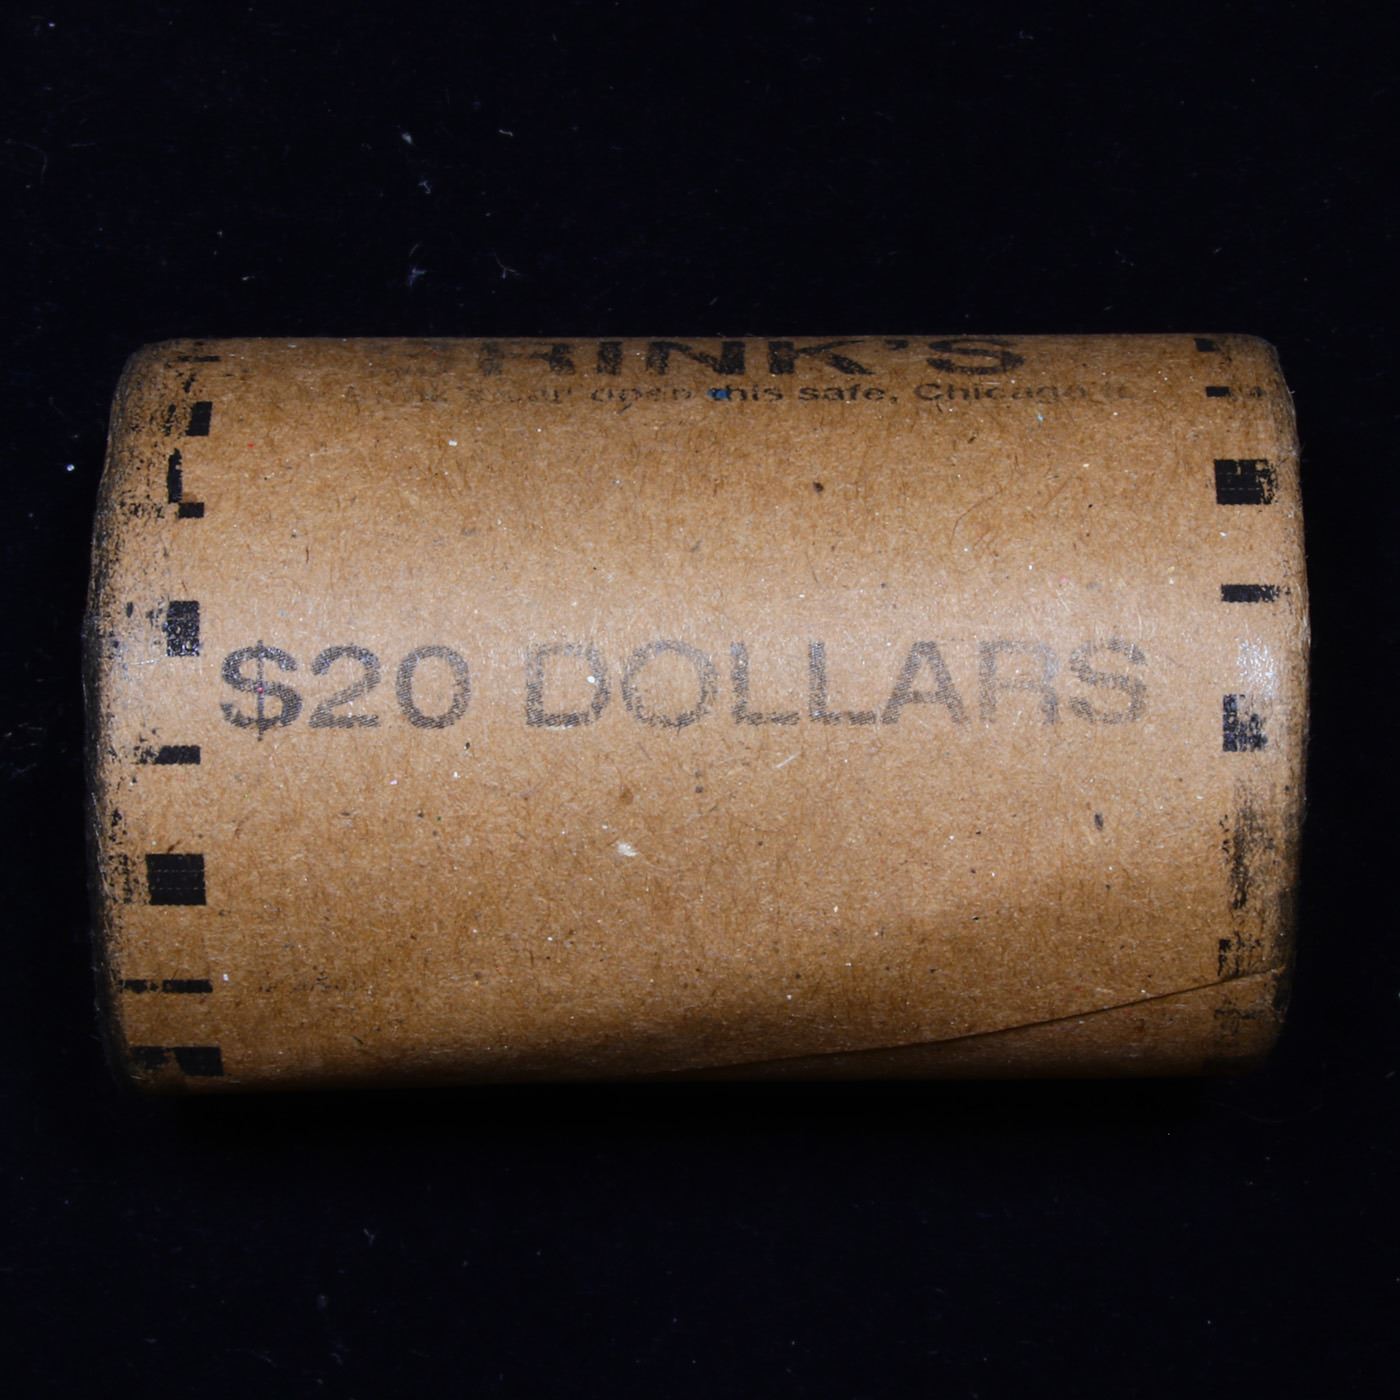 BRINK'S
open this safe, Chicago
$20 DOLLARS